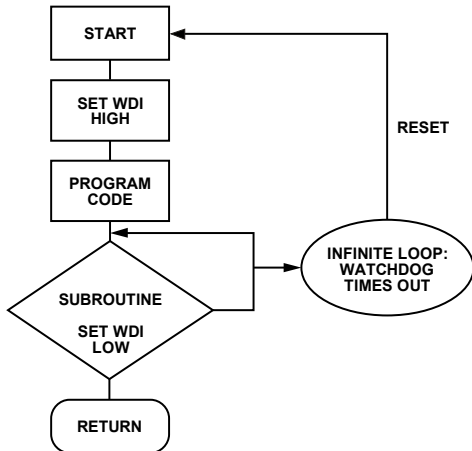 START
SET WDI
HIGH
PROGRAM
CODE
SUBROUTINE
SET WDI
LOW
RETURN
RESET
INFINITE LOOP:
WATCHDOG
TIMES OUT